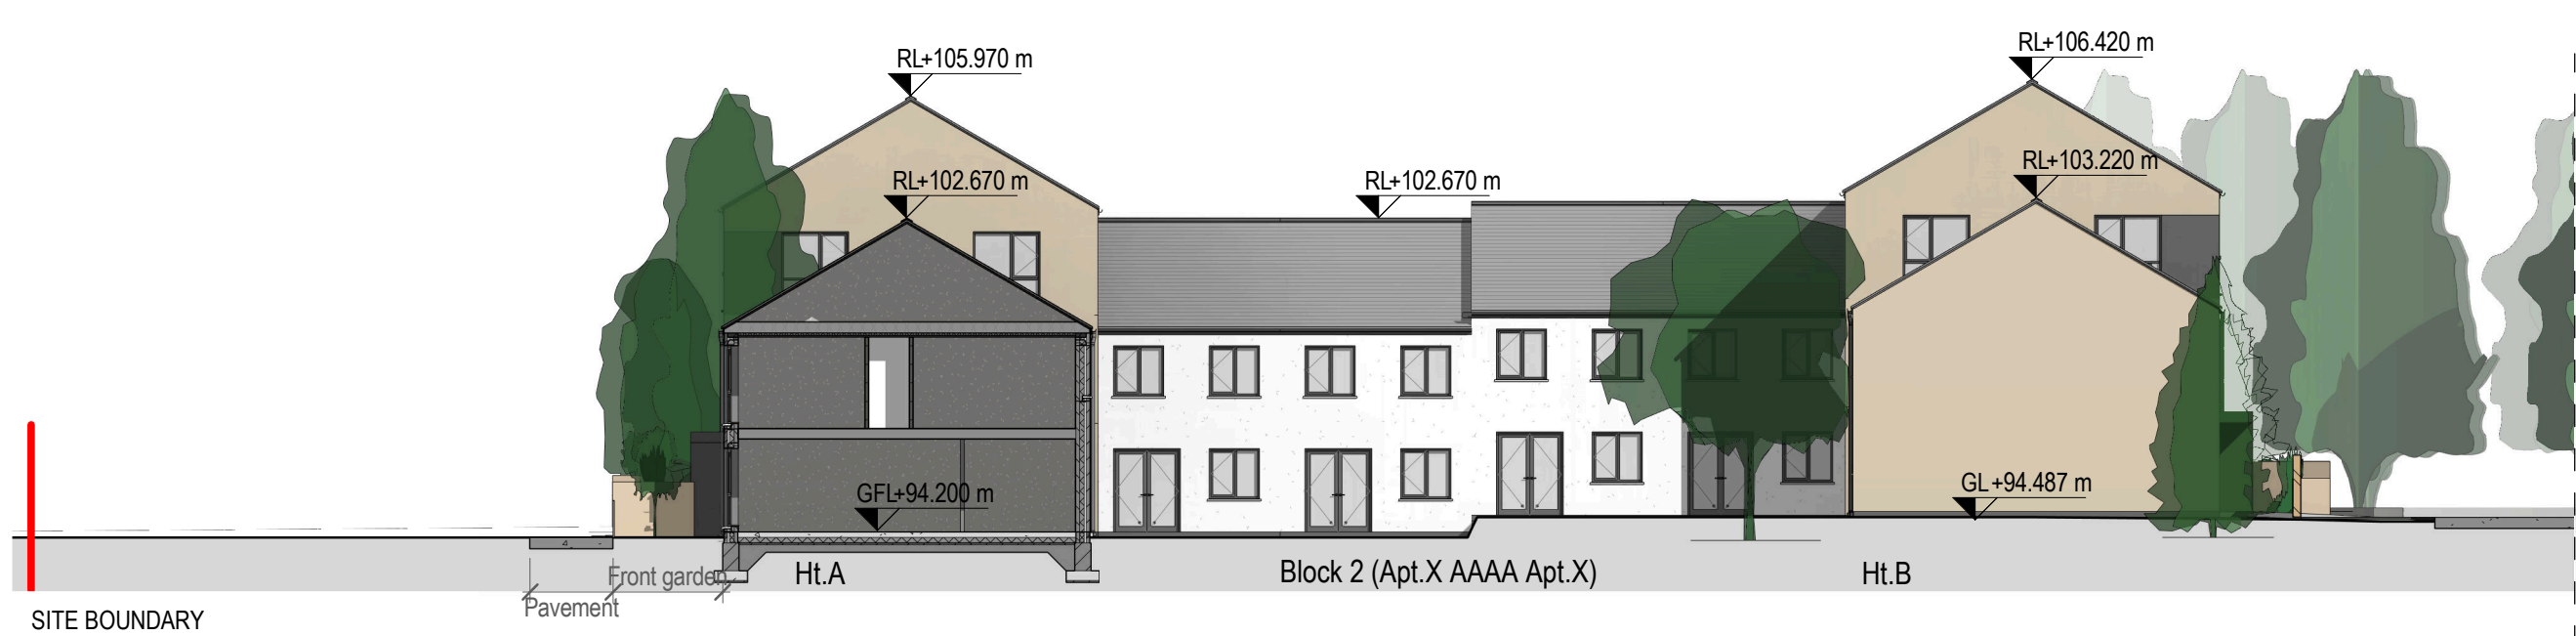 RL+105.970 m
RL+106.420 m
RL+102.670 m
RL+102.670 m
RL+103.220 m
GFL+94.200 m
GL +94.487 m
Front garden
Ht.A
Block 2 (Apt.X AAAA Apt.X)
Ht.B
Pavement
SITE BOUNDARY